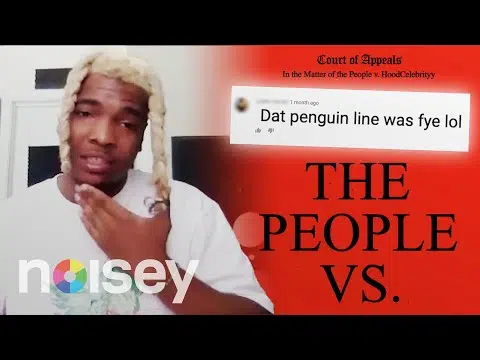 Court of Appeals
In the Matter of the People v. HoodCelebrityy
1 month ago
Dat penguin line was fye lol
THE
PEOPLE
VS.
noisey